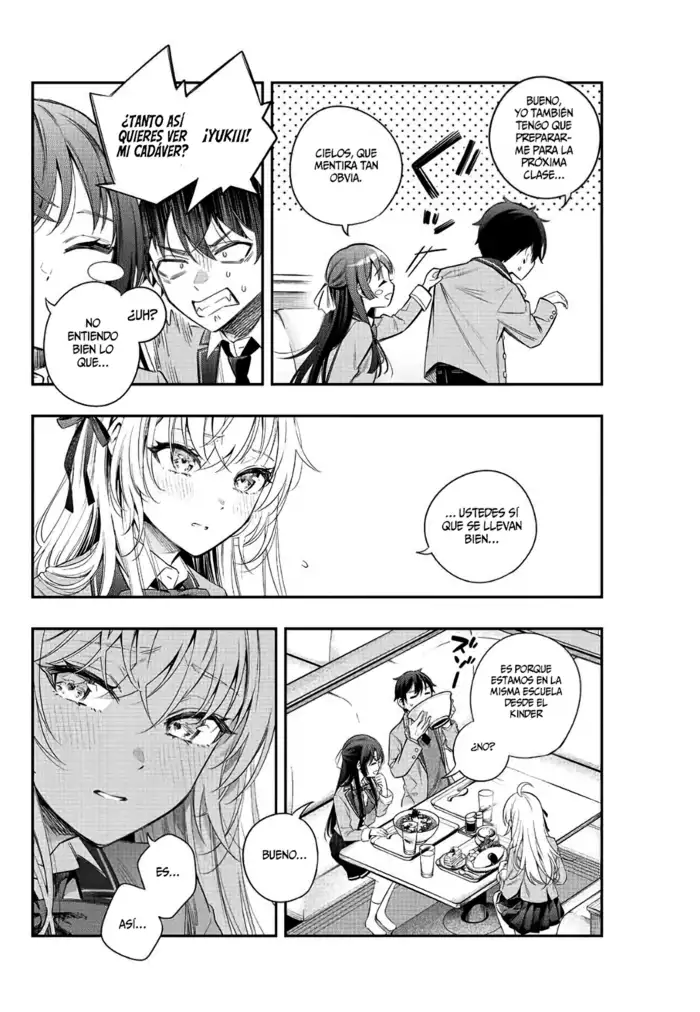 BUENO,
YO TAMBIÉN
TENGO QUE
PREPARAR-
ME PARA LA
PRÓXIMA
CLASE...
CIELOS, QUE
MENTIRA TAN
OBVIA.
¡YUKIII!
¿TANTO ASÍ
QUIERES VER
MI CADÁVER?
¿UH?
NO
ENTIENDO
BIEN LO
QUE...
... USTEDES SÍ
QUE SE LLEVAN
BIEN...
ES PORQUE
ESTAMOS EN LA
MISMA ESCUELA
DESDE EL
KINDER
¿NO?
BUENO...
ES...
ASÍ...